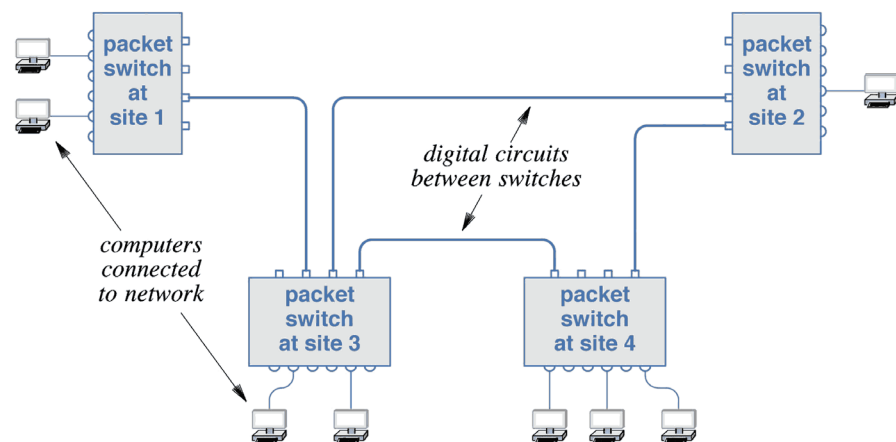 packet
switch
at
site 1
packet
switch
at
site 2
digital circuits
between switches
computers
connected
to network
packet
switch
at site 3
packet
switch
at site 4